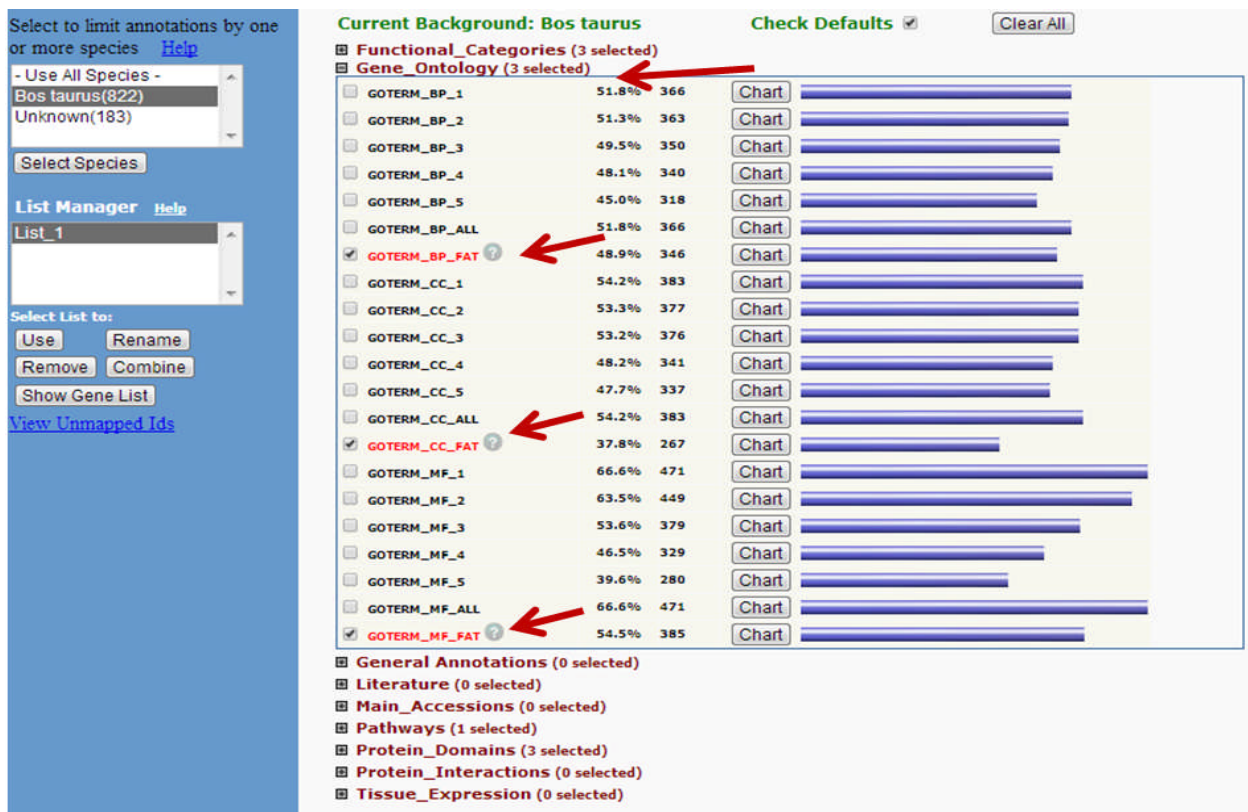 Select to limit annotations by one
or more species Help
- Use All Species -
Bos taurus(822)
Unknown(183)
Select Species
List Manager Help
List_1
Select List to:
Use Rename
Remove Combine
Show Gene List
View Unmapped Ids
Current Background: Bos taurus Check Defaults Clear All
Functional_Categories (3 selected)
Gene_Ontology (3 selected)
GOTERM_BP_1 51.8% 366 Chart
GOTERM_BP_2 51.3% 363 Chart
GOTERM_BP_3 49.5% 350 Chart
GOTERM_BP_4 48.1% 340 Chart
GOTERM_BP_5 45.0% 318 Chart
GOTERM_BP_ALL 51.8% 366 Chart
GOTERM_BP_FAT ? 48.9% 346 Chart
GOTERM_CC_1 54.2% 383 Chart
GOTERM_CC_2 53.3% 377 Chart
GOTERM_CC_3 53.2% 376 Chart
GOTERM_CC_4 48.2% 341 Chart
GOTERM_CC_5 47.7% 337 Chart
GOTERM_CC_ALL 54.2% 383 Chart
GOTERM_CC_FAT ? 37.8% 267 Chart
GOTERM_MF_1 66.6% 471 Chart
GOTERM_MF_2 63.5% 449 Chart
GOTERM_MF_3 53.6% 379 Chart
GOTERM_MF_4 46.5% 329 Chart
GOTERM_MF_5 39.6% 280 Chart
GOTERM_MF_ALL 66.6% 471 Chart
GOTERM_MF_FAT ? 54.5% 385 Chart
General Annotations (0 selected)
Literature (0 selected)
Main_Accessions (0 selected)
Pathways (1 selected)
Protein_Domains (3 selected)
Protein_Interactions (0 selected)
Tissue_Expression (0 selected)